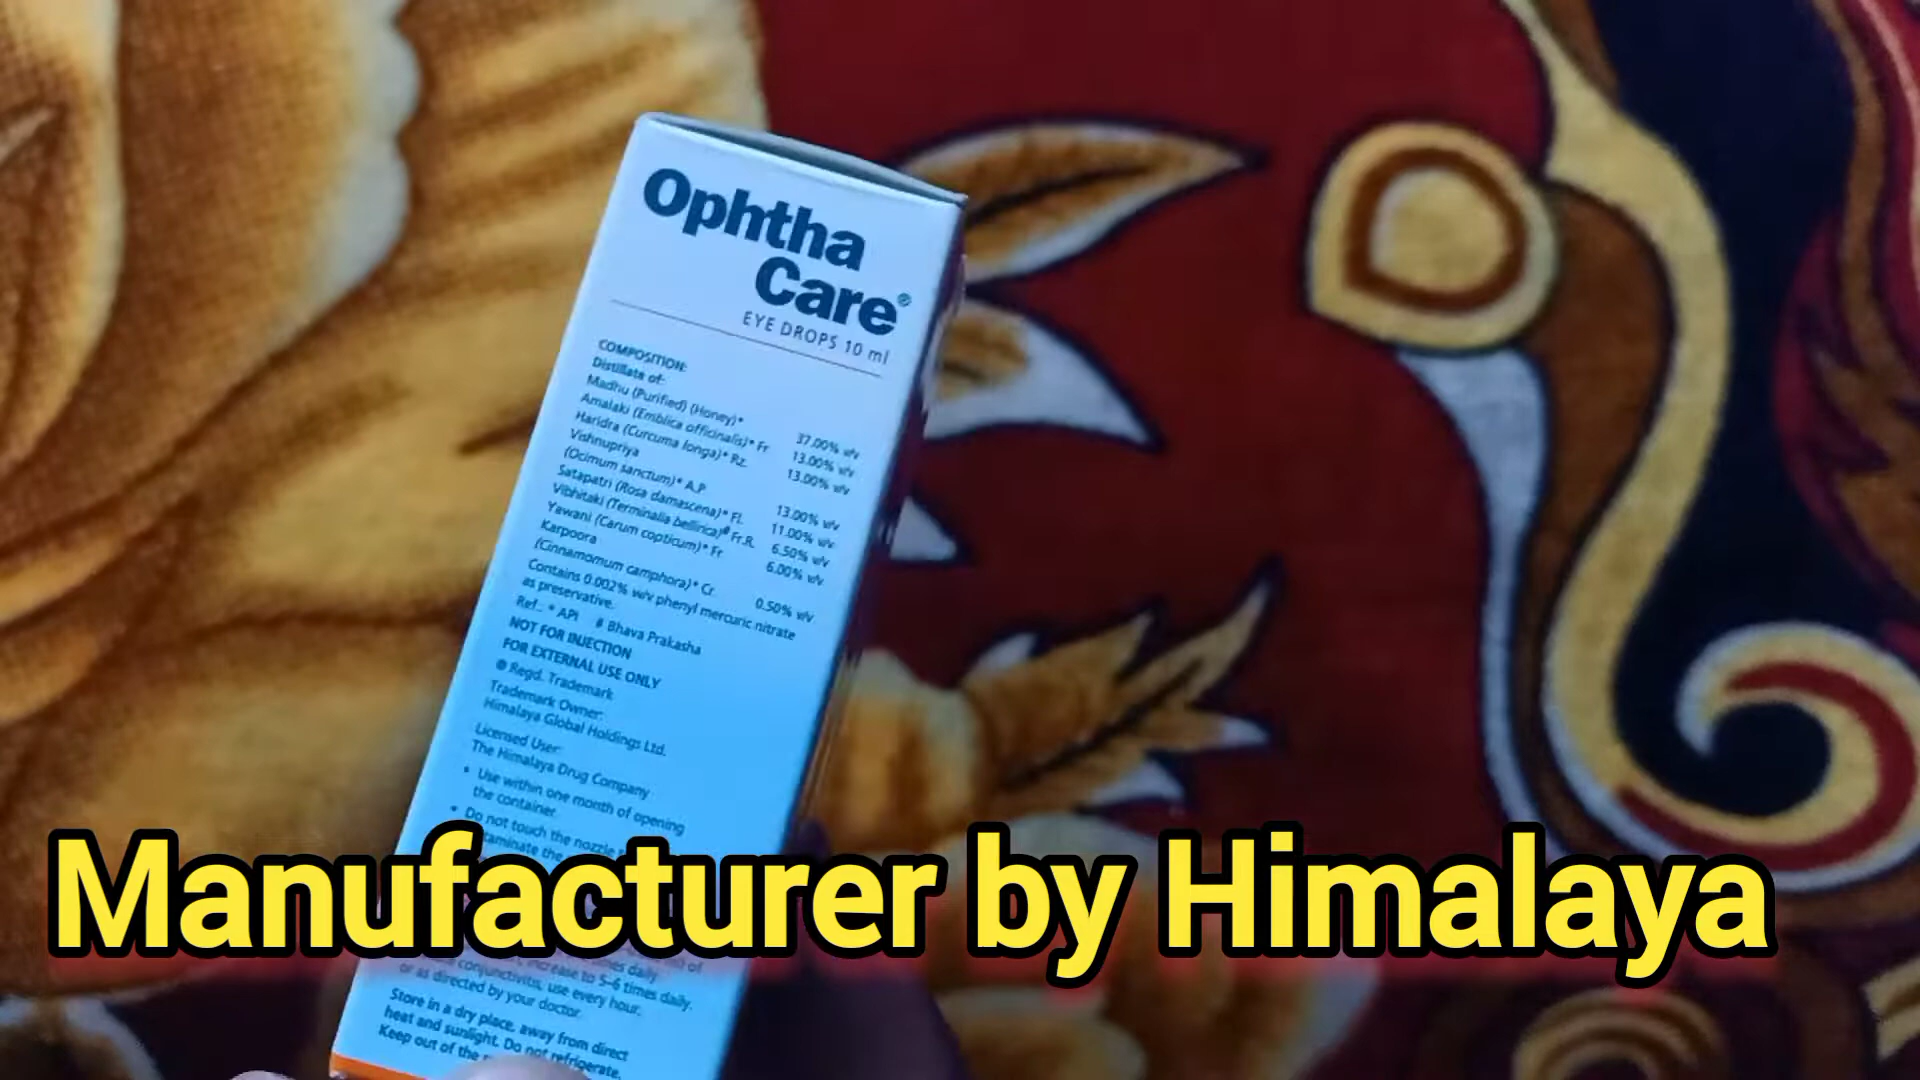 Ophtha
Care®
EYE DROPS 10 ml
COMPOSITION:
Distillate of:
Madhu (Purified) (Honey)* 37.00% v/v
Amalaki (Emblica officinalis)* Fr. 13.00% v/v
Haridra (Curcuma longa)* Rz. 13.00% v/v
Vishnupriya
(Ocimum sanctum)* A.P. 13.00% v/v
Satapatri (Rosa damascena)* Fl. 11.00% v/v
Vibhitaki (Terminalia bellirica)# Fr.R. 6.50% v/v
Yawani (Carum copticum)* Fr. 6.00% v/v
Karpoora
(Cinnamomum camphora)* Cr. 0.50% v/v
Contains 0.002% w/v phenyl mercuric nitrate
as preservative.
Ref.: * API # Bhava Prakasha
NOT FOR INJECTION
FOR EXTERNAL USE ONLY
® Regd. Trademark
Trademark Owner:
Himalaya Global Holdings Ltd.
Licensed User:
The Himalaya Drug Company
• Use within one month of opening
the container.
• Do not touch the nozzle
the
Manufacturer by Himalaya
daily
increase to 5-6 times daily.
conjunctivitis, use every hour,
or as directed by your doctor.
Store in a dry place, away from direct
heat and sunlight. Do not refrigerate.
Keep out of the